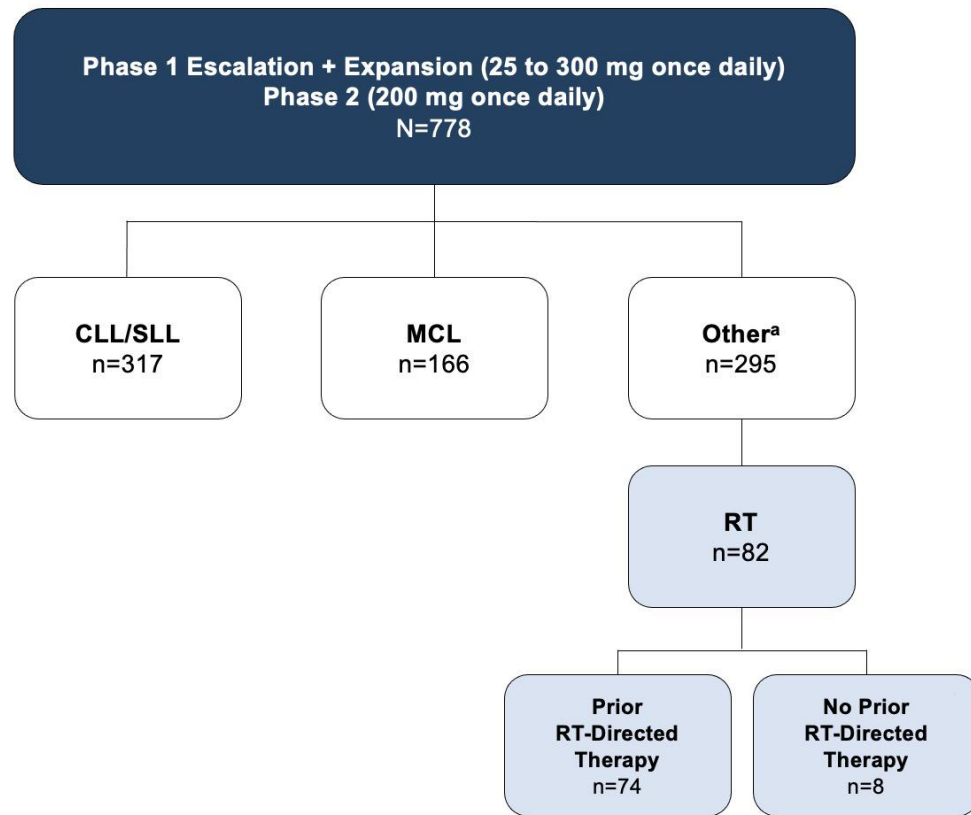 Phase 1 Escalation + Expansion (25 to 300 mg once daily)
Phase 2 (200 mg once daily)
N=778
CLL/SLL
n=317
MCL
n=166
Otherᵃ
n=295
RT
n=82
Prior
RT-Directed
Therapy
n=74
No Prior
RT-Directed
Therapy
n=8